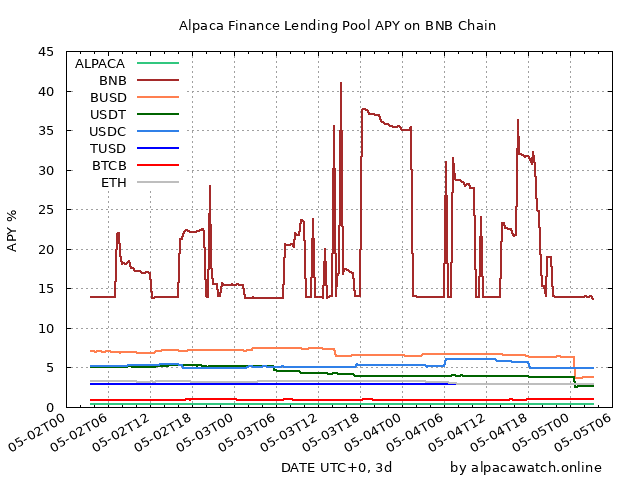 Alpaca Finance Lending Pool APY on BNB Chain
APY %
45
40
35
30
25
20
15
10
5
0
ALPACA
BNB
BUSD
USDT
USDC
TUSD
BTCB
ETH
05-02T00
05-02T06
05-02T12
05-02T18
05-03T00
05-03T06
05-03T12
05-03T18
05-04T00
05-04T06
05-04T12
05-04T18
05-05T00
05-05T06
DATE UTC+0, 3d
by alpacawatch.online